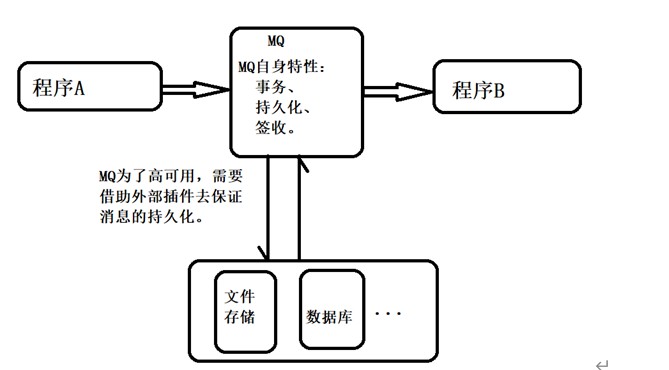 MQ
MQ自身特性：
事务、
持久化、
签收。
程序A
程序B
MQ为了高可用，需要
借助外部插件去保证
消息的持久化。
文件
存储
数据库
···
↵